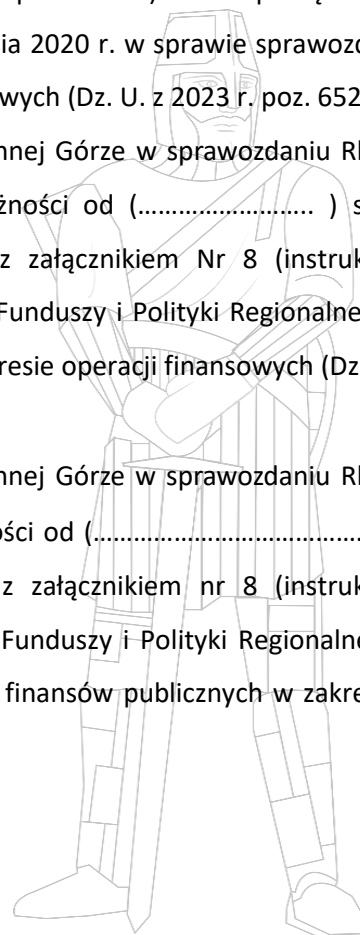 ia 2020 r. w sprawie sprawozd
wych (Dz. U. z 2023 r. poz. 652
nnej Górze w sprawozdaniu R
żności od (........................ ) s
z załącznikiem Nr 8 (instruk
Funduszy i Polityki Regionalne
resie operacji finansowych (Dz
nnej Górze w sprawozdaniu R
ości od (..........................................
z załącznikiem nr 8 (instruk
Funduszy i Polityki Regionalne
finansów publicznych w zakre